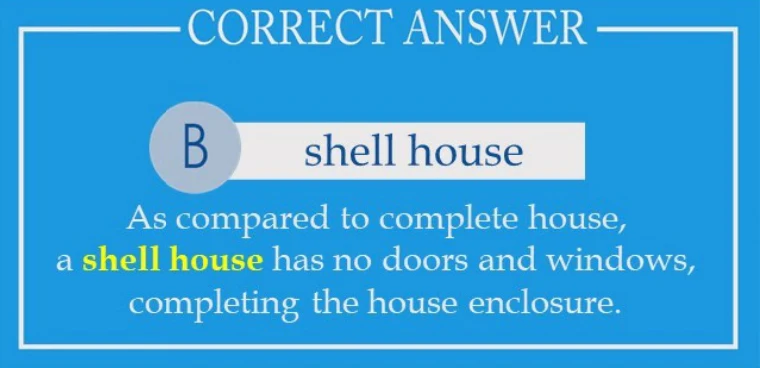 CORRECT ANSWER
B
shell house
As compared to complete house,
a shell house has no doors and windows,
completing the house enclosure.